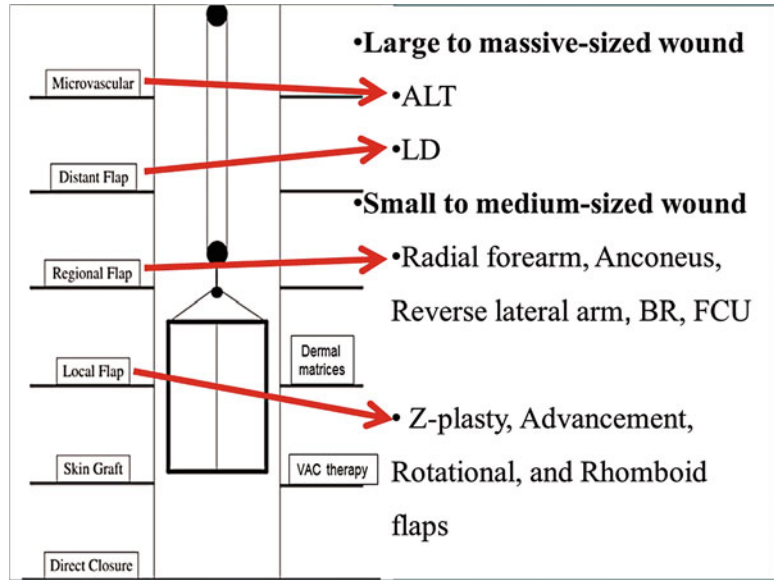 Microvascular
Distant Flap
Regional Flap
Local Flap
Skin Graft
Direct Closure
Dermal
matrices
VAC therapy
•Large to massive-sized wound
•ALT
•LD
•Small to medium-sized wound
•Radial forearm, Anconeus,
Reverse lateral arm, BR, FCU
• Z-plasty, Advancement,
Rotational, and Rhomboid
flaps